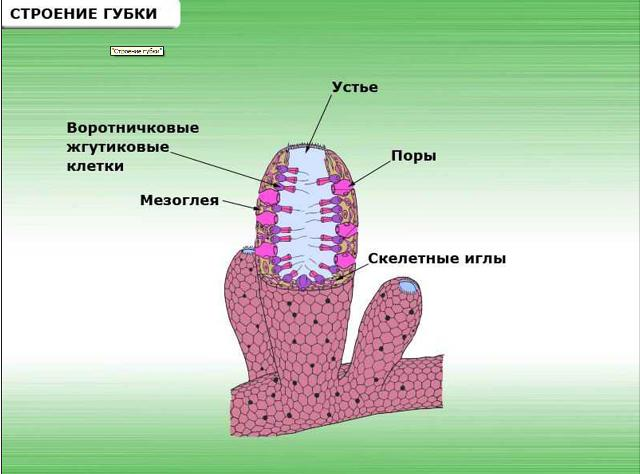 СТРОЕНИЕ ГУБКИ
"Строение губки"
Устье
Воротничковые
жгутиковые
клетки
Поры
Мезоглея
Скелетные иглы